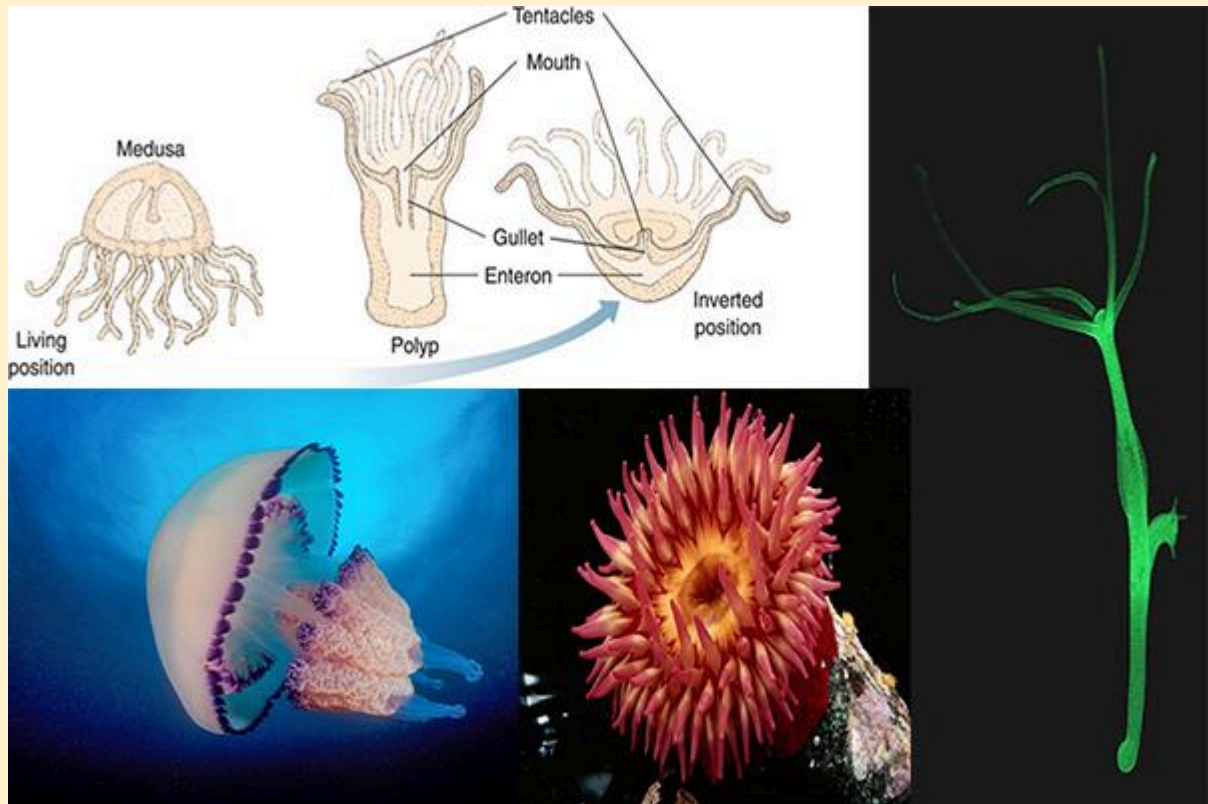 Tentacles
Mouth
Medusa
Gullet
Enteron
Inverted
position
Living
position
Polyp